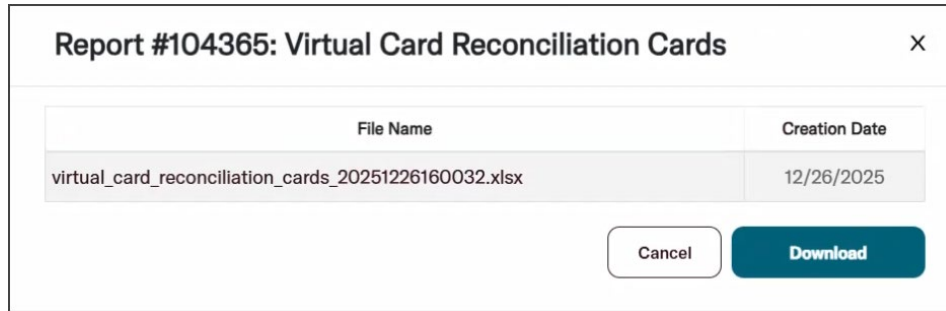 Report #104365: Virtual Card Reconciliation Cards
File Name Creation Date
virtual_card_reconciliation_cards_20251226160032.xlsx 12/26/2025
Cancel Download